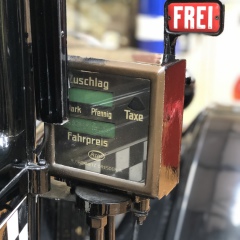 FREI
Zuschlag
Mark Pfennig
Taxe
Fahrpreis